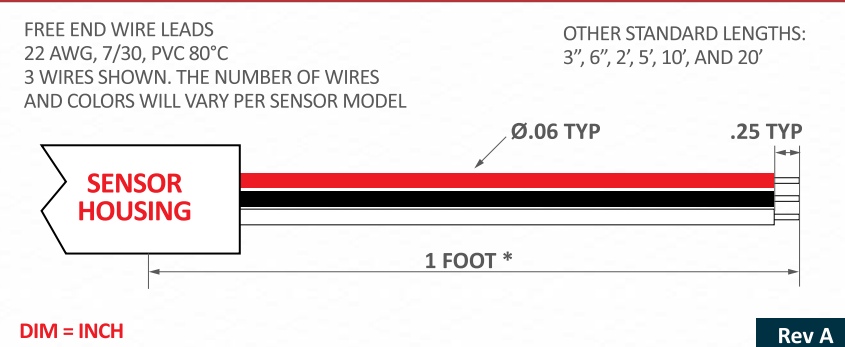 FREE END WIRE LEADS
22 AWG, 7/30, PVC 80°C
3 WIRES SHOWN. THE NUMBER OF WIRES
AND COLORS WILL VARY PER SENSOR MODEL
OTHER STANDARD LENGTHS:
3”, 6”, 2’, 5’, 10’, AND 20’
Ø.06 TYP
.25 TYP
SENSOR
HOUSING
1 FOOT *
DIM = INCH
Rev A